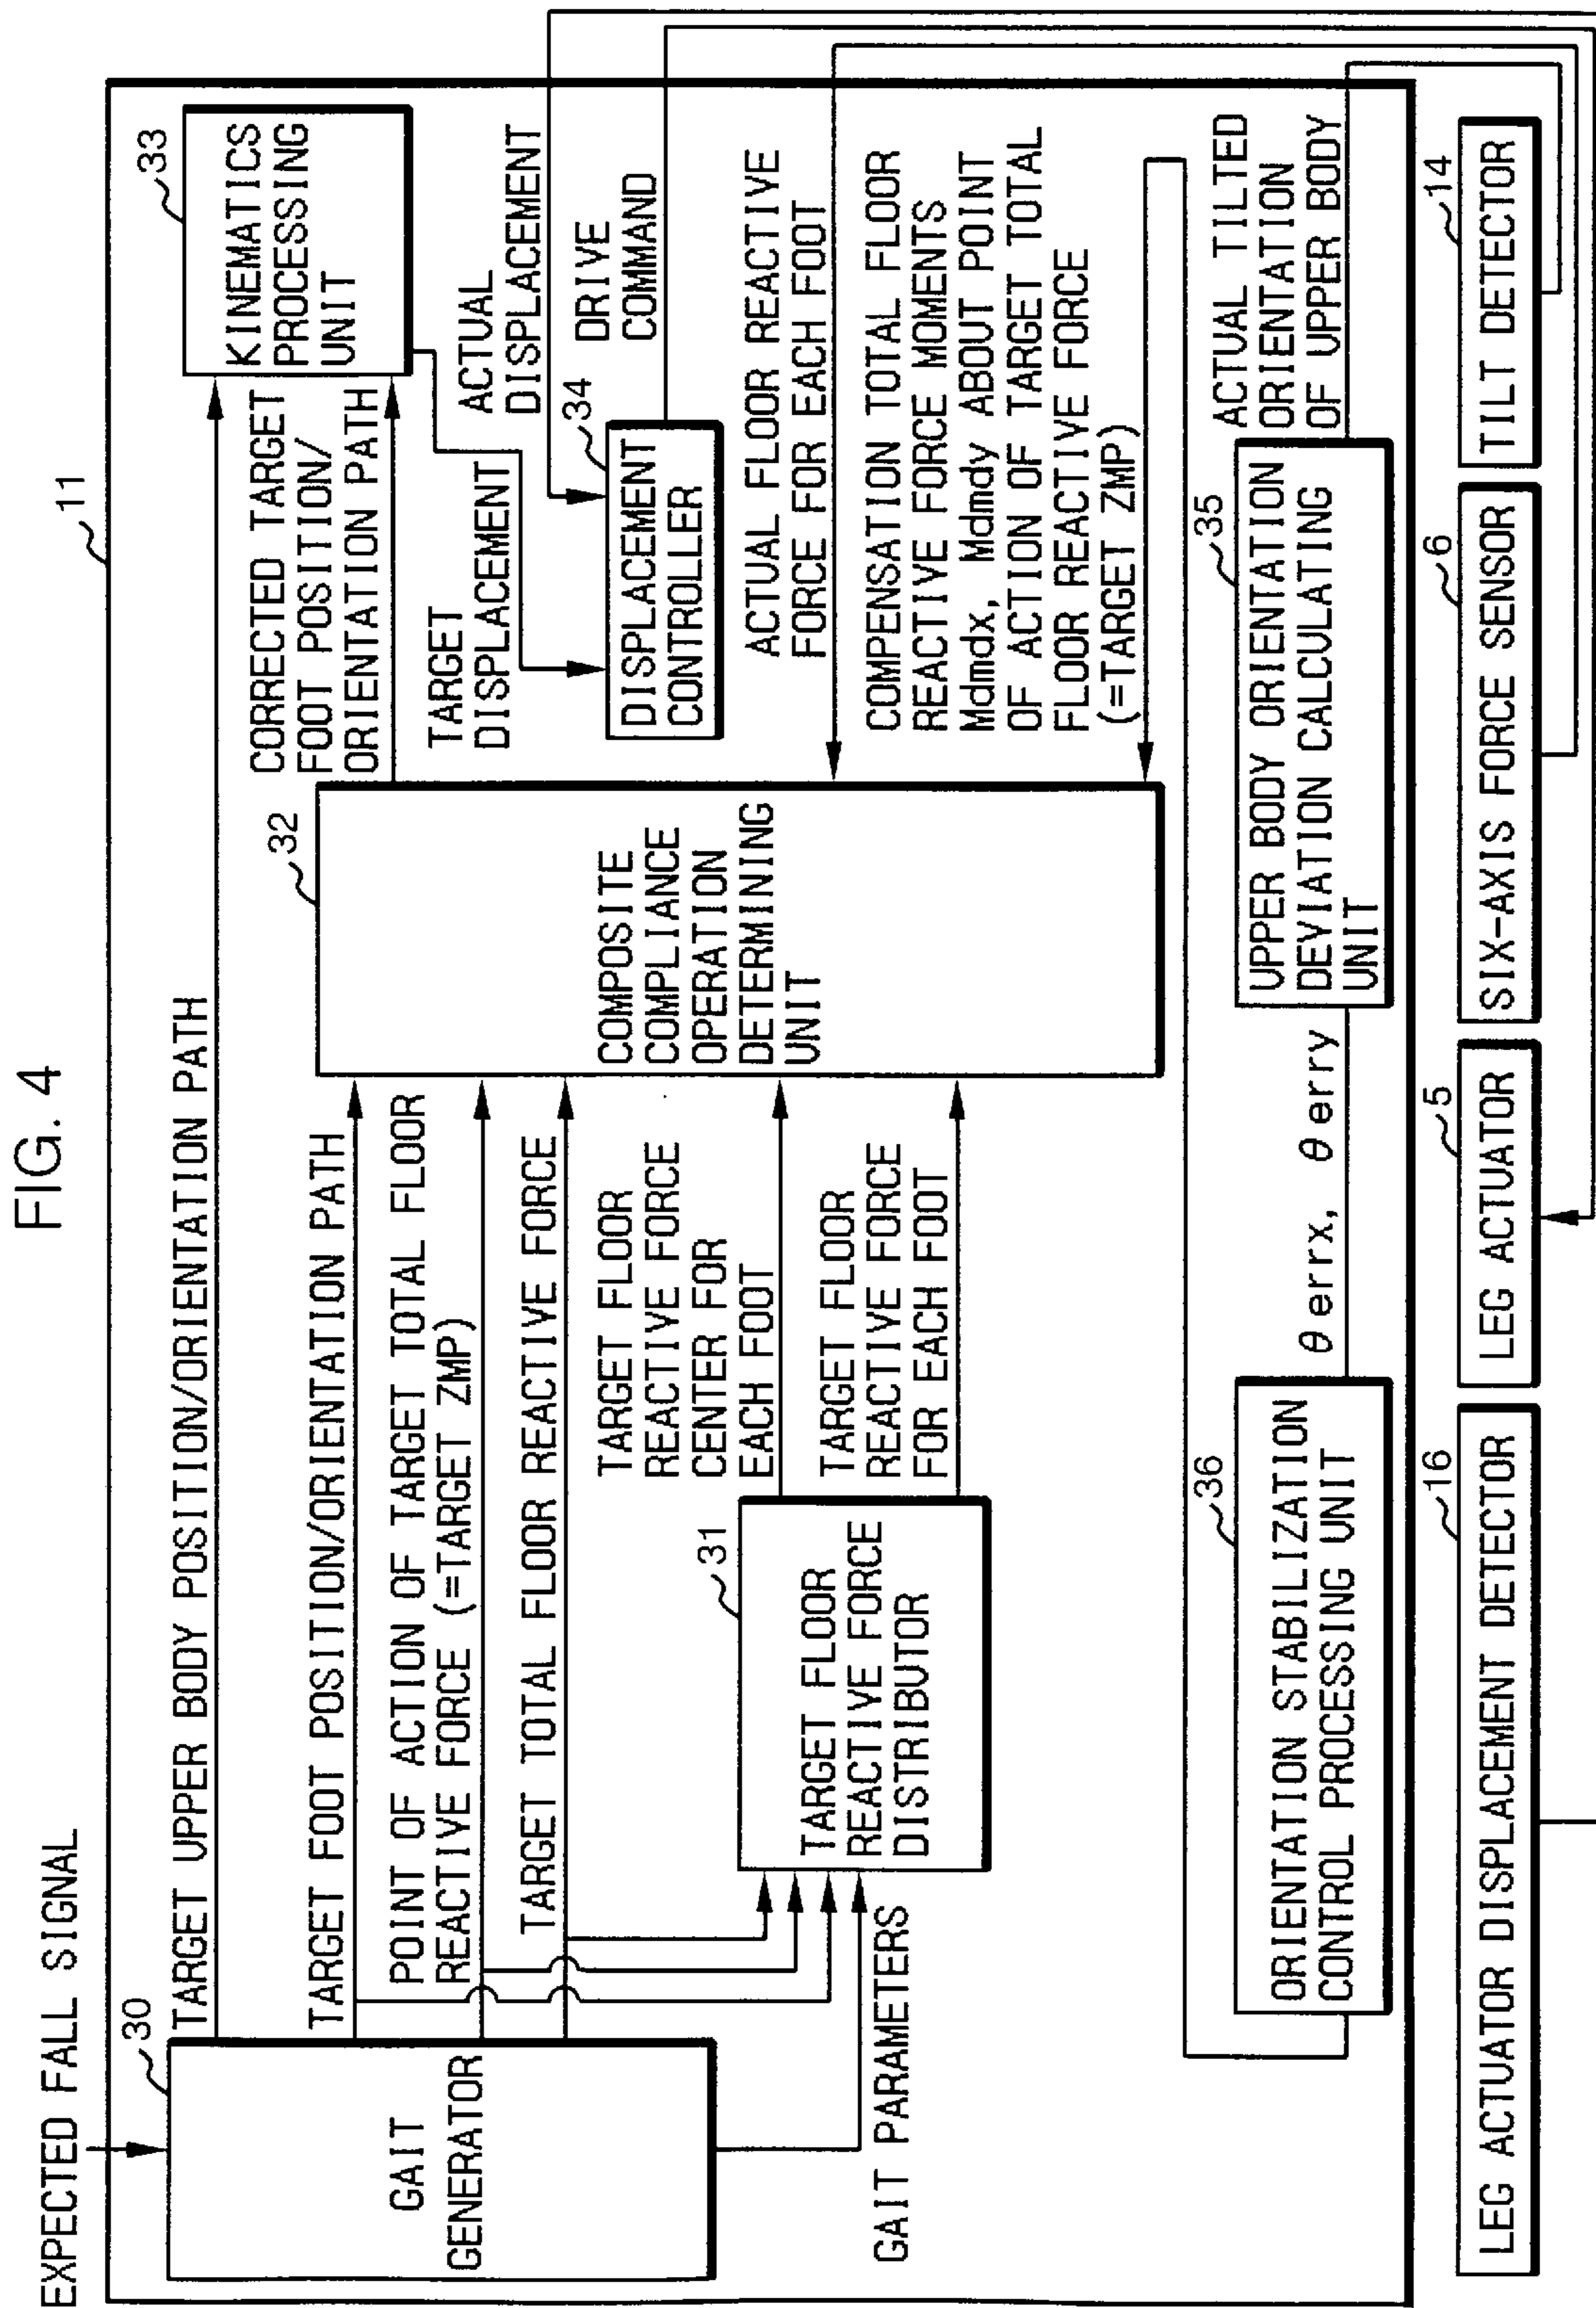 FIG. 4
EXPECTED FALL SIGNAL
11
30
GAIT
GENERATOR
TARGET UPPER BODY POSITION/ORIENTATION PATH
TARGET FOOT POSITION/ORIENTATION PATH
POINT OF ACTION OF TARGET TOTAL FLOOR
REACTIVE FORCE (=TARGET ZMP)
TARGET TOTAL FLOOR REACTIVE FORCE
GAIT PARAMETERS
31
TARGET FLOOR
REACTIVE FORCE
DISTRIBUTOR
TARGET FLOOR
REACTIVE FORCE
CENTER FOR
EACH FOOT
TARGET FLOOR
REACTIVE FORCE
FOR EACH FOOT
32
COMPOSITE
COMPLIANCE
OPERATION
DETERMINING
UNIT
CORRECTED TARGET
FOOT POSITION/
ORIENTATION PATH
33
KINEMATICS
PROCESSING
UNIT
TARGET
DISPLACEMENT
ACTUAL
DISPLACEMENT
34
DISPLACEMENT
CONTROLLER
DRIVE
COMMAND
ACTUAL FLOOR REACTIVE
FORCE FOR EACH FOOT
COMPENSATION TOTAL FLOOR
REACTIVE FORCE MOMENTS
Mdmdx, Mdmdy ABOUT POINT
OF ACTION OF TARGET TOTAL
FLOOR REACTIVE FORCE
(=TARGET ZMP)
36
ORIENTATION STABILIZATION
CONTROL PROCESSING UNIT
θerrx, θerry
35
UPPER BODY ORIENTATION
DEVIATION CALCULATING
UNIT
ACTUAL TILTED
ORIENTATION
OF UPPER BODY
16
LEG ACTUATOR DISPLACEMENT DETECTOR
5
LEG ACTUATOR
6
SIX-AXIS FORCE SENSOR
14
TILT DETECTOR